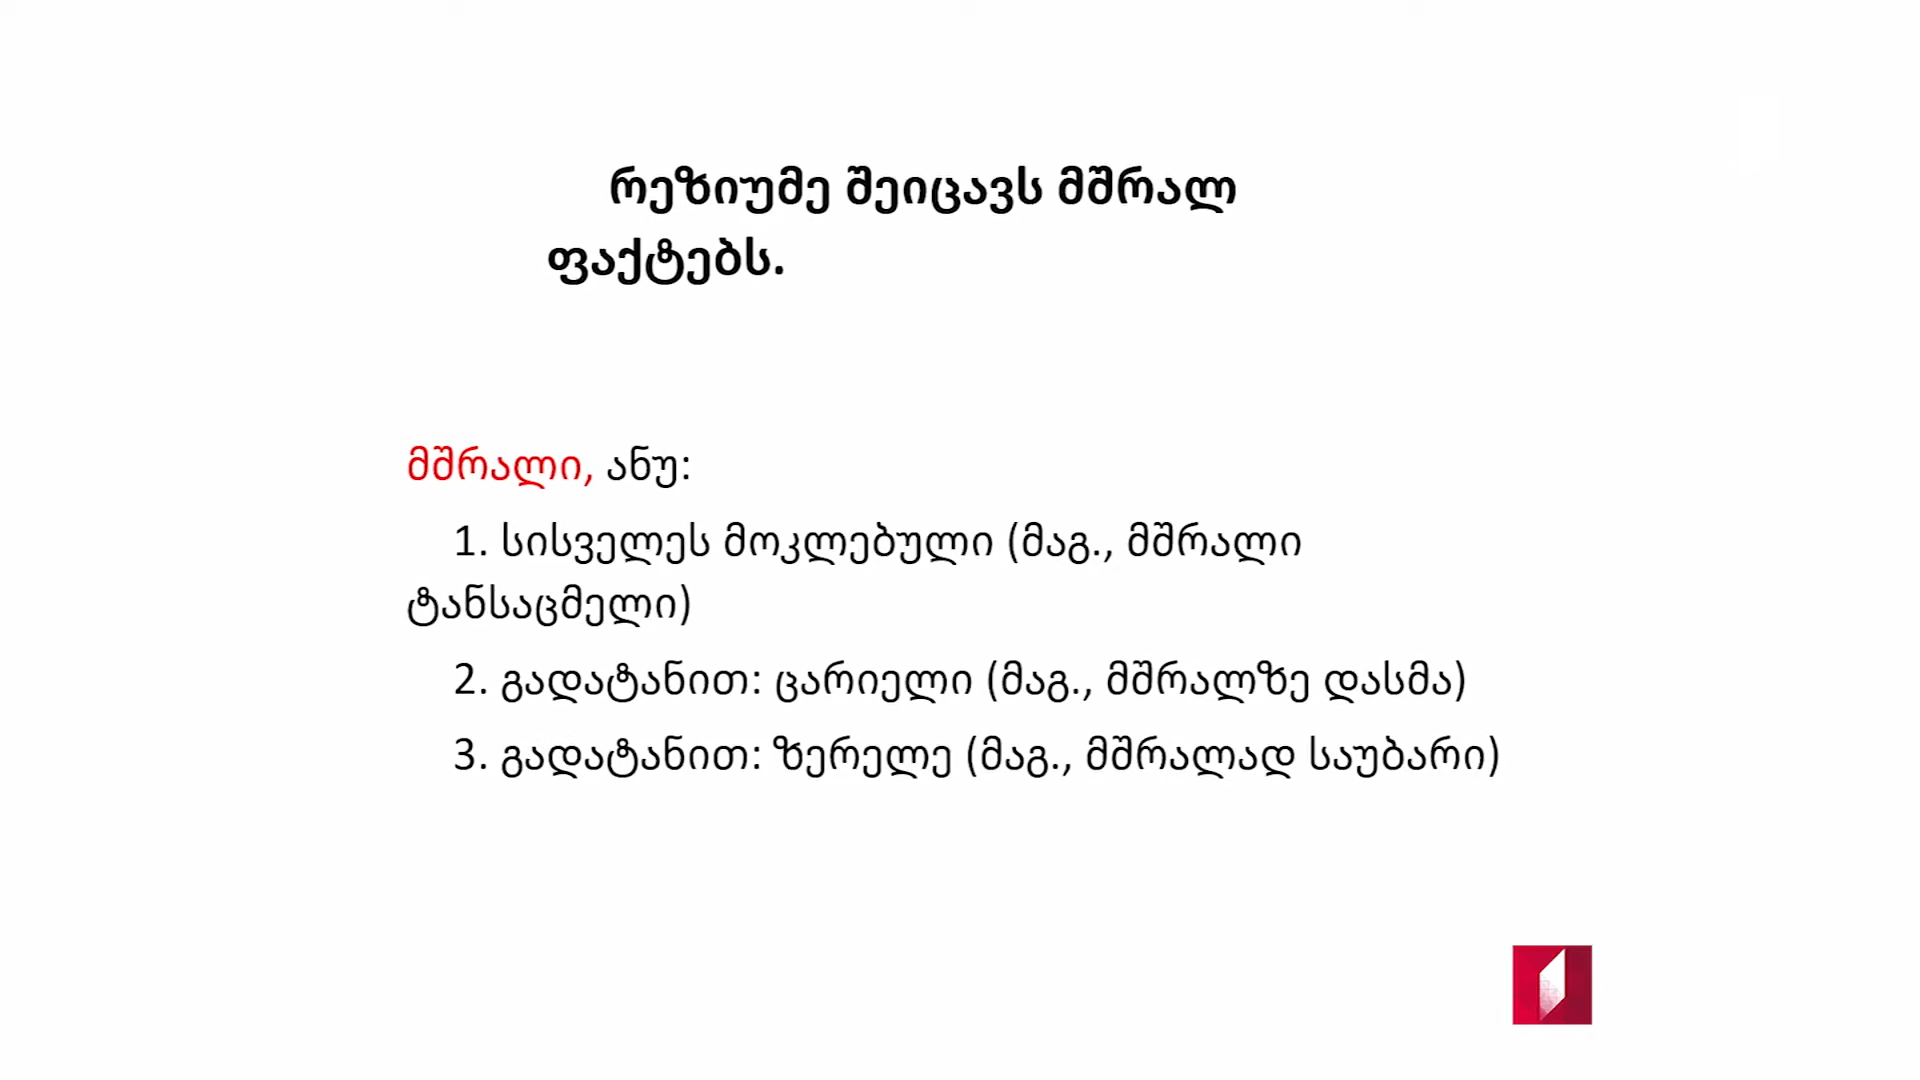 რეზიუმე შეიცავს მშრალ
ფაქტებს.
მშრალი, ანუ:
1. სისველეს მოკლებული (მაგ., მშრალი
ტანსაცმელი)
2. გადატანით: ცარიელი (მაგ., მშრალზე დასმა)
3. გადატანით: ზერელე (მაგ., მშრალად საუბარი)